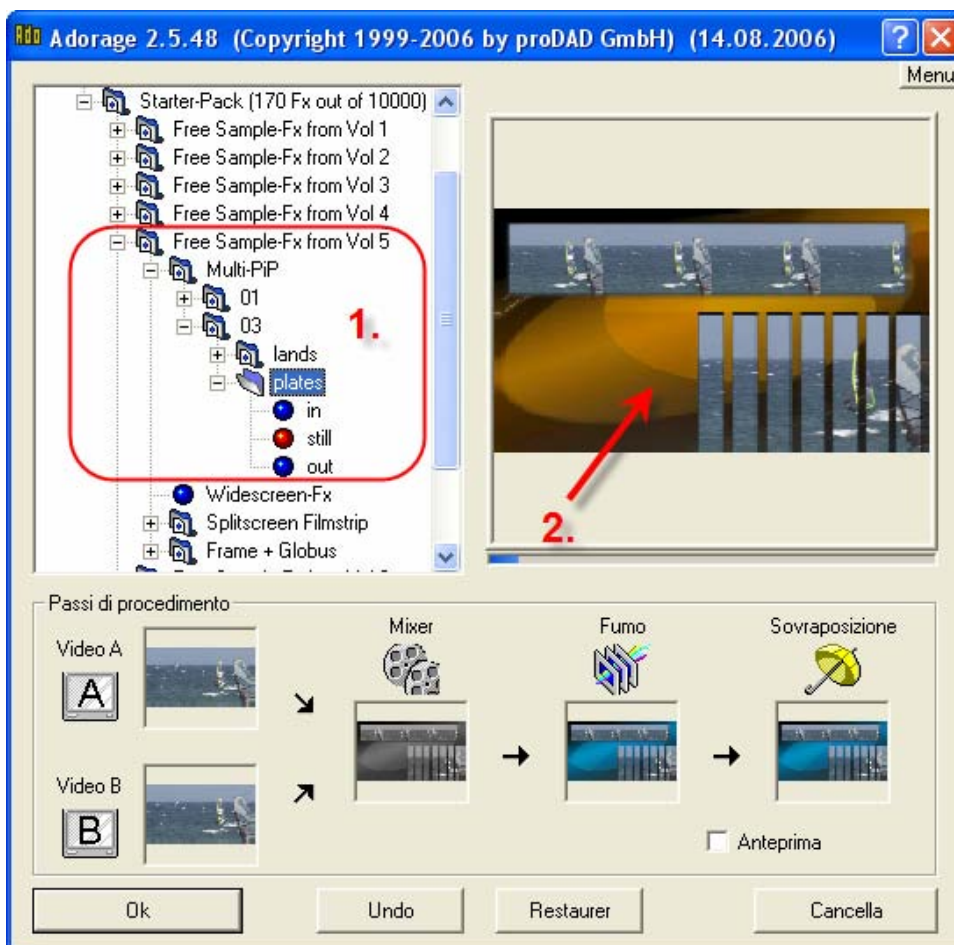 Ado Adorage 2.5.48 (Copyright 1999-2006 by proDAD GmbH) (14.08.2006) ?
Menu
Starter-Pack (170 Fx out of 10000)
Free Sample-Fx from Vol 1
Free Sample-Fx from Vol 2
Free Sample-Fx from Vol 3
Free Sample-Fx from Vol 4
Free Sample-Fx from Vol 5
Multi-PiP
01
03
1.
lands
plates
in
still
out
2.
Widescreen-Fx
Splitscreen Filmstrip
Frame + Globus
Passi di procedimento
Video A
A
Video B
B
Mixer
Fumo
Sovraposizione
Anteprima
Ok
Undo
Restaurer
Cancella